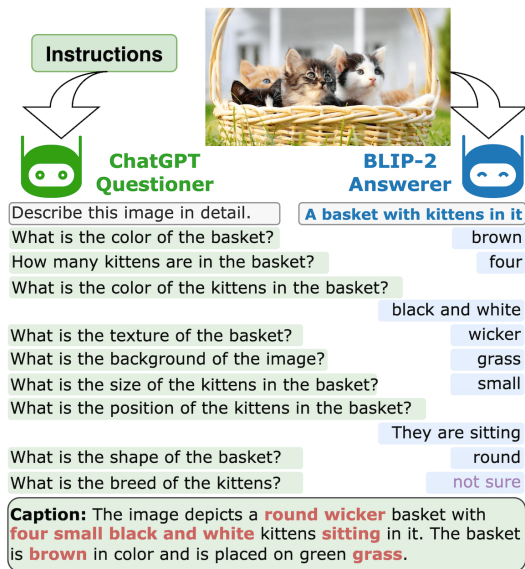 Instructions
ChatGPT
Questioner
BLIP-2
Answerer
Describe this image in detail.
A basket with kittens in it
What is the color of the basket?
brown
How many kittens are in the basket?
four
What is the color of the kittens in the basket?
black and white
What is the texture of the basket?
wicker
What is the background of the image?
grass
What is the size of the kittens in the basket?
small
What is the position of the kittens in the basket?
They are sitting
What is the shape of the basket?
round
What is the breed of the kittens?
not sure
Caption: The image depicts a round wicker basket with
four small black and white kittens sitting in it. The basket
is brown in color and is placed on green grass.